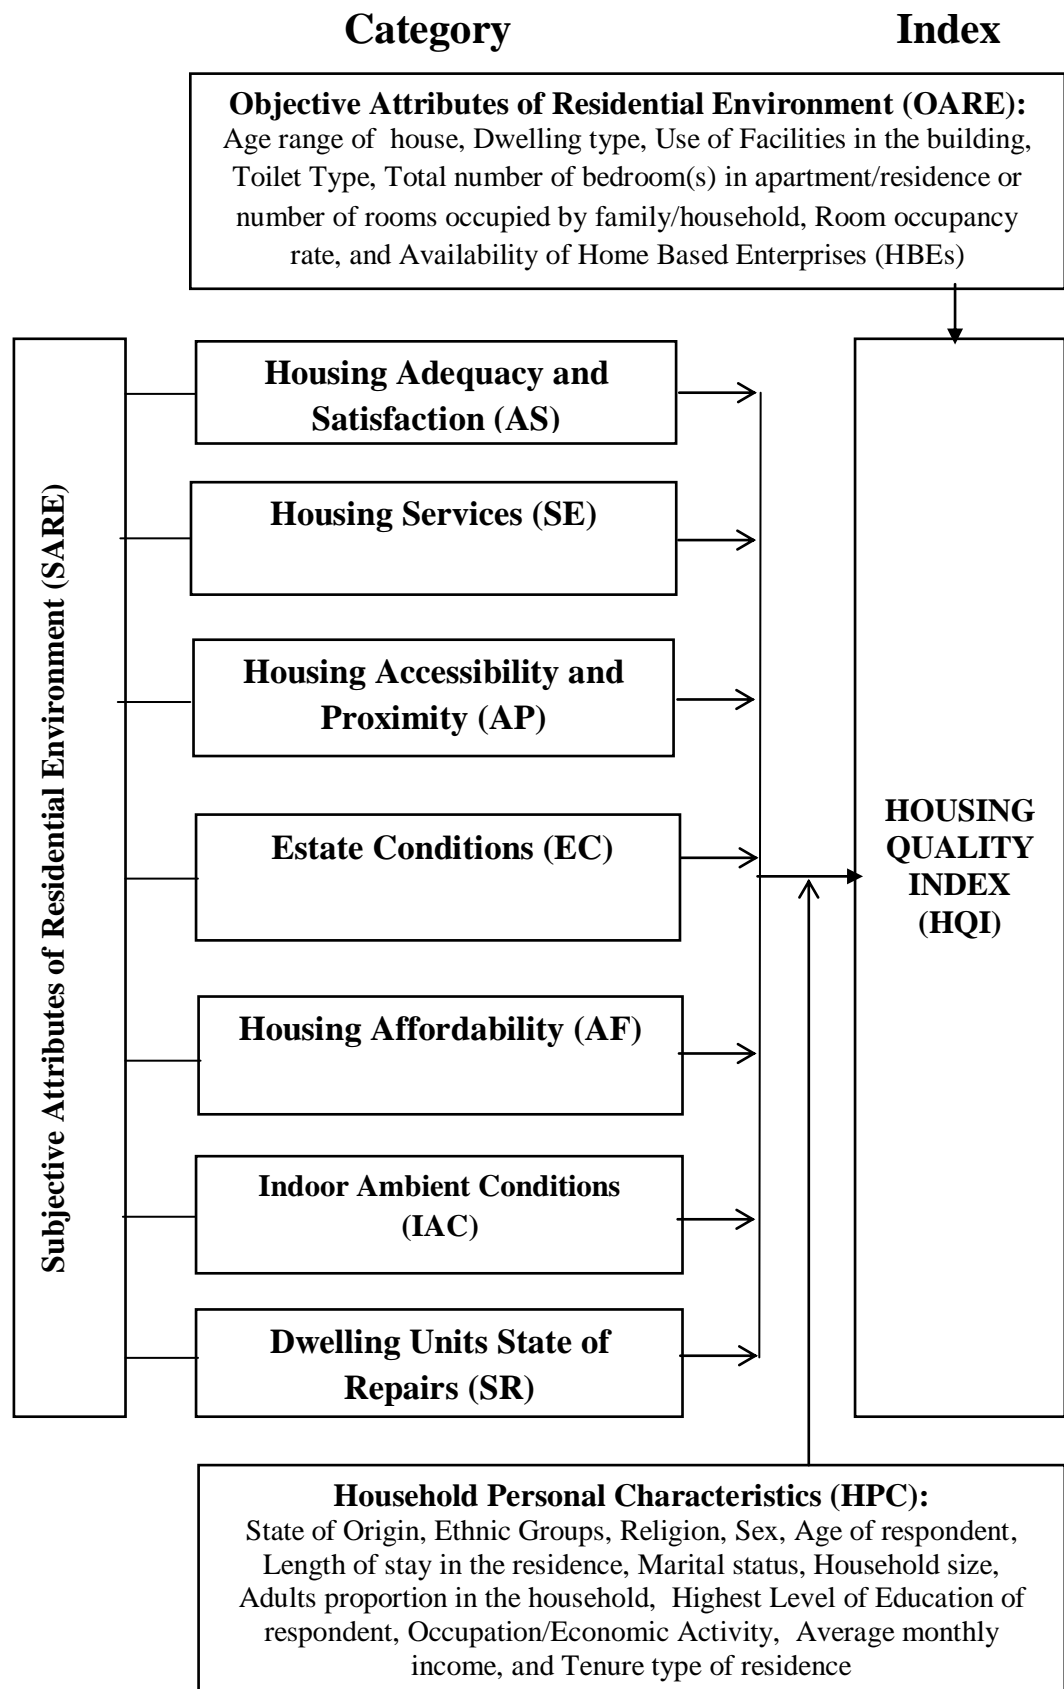 Category
Index
Objective Attributes of Residential Environment (OARE):
Age range of house, Dwelling type, Use of Facilities in the building,
Toilet Type, Total number of bedroom(s) in apartment/residence or
number of rooms occupied by family/household, Room occupancy
rate, and Availability of Home Based Enterprises (HBEs)
Subjective Attributes of Residential Environment (SARE)
Housing Adequacy and
Satisfaction (AS)
Housing Services (SE)
Housing Accessibility and
Proximity (AP)
Estate Conditions (EC)
Housing Affordability (AF)
Indoor Ambient Conditions
(IAC)
Dwelling Units State of
Repairs (SR)
HOUSING
QUALITY
INDEX
(HQI)
Household Personal Characteristics (HPC):
State of Origin, Ethnic Groups, Religion, Sex, Age of respondent,
Length of stay in the residence, Marital status, Household size,
Adults proportion in the household, Highest Level of Education of
respondent, Occupation/Economic Activity, Average monthly
income, and Tenure type of residence